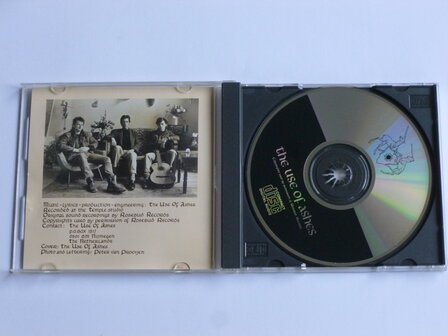 Music · Lyrics · production · engineering : The Use Of Ashes
Recorded at the Temple studio
Original sound recordings by Rosebud Records
Copyrights used by permission of Rosebud Records
Contact : The Use Of Ashes
p.o.box
Nijmegen
The Netherlands
Cover: The Use Of Ashes
Photo and Lettering: Peter van
the use of ashes
COMPACT
disc
DIGITAL AUDIO